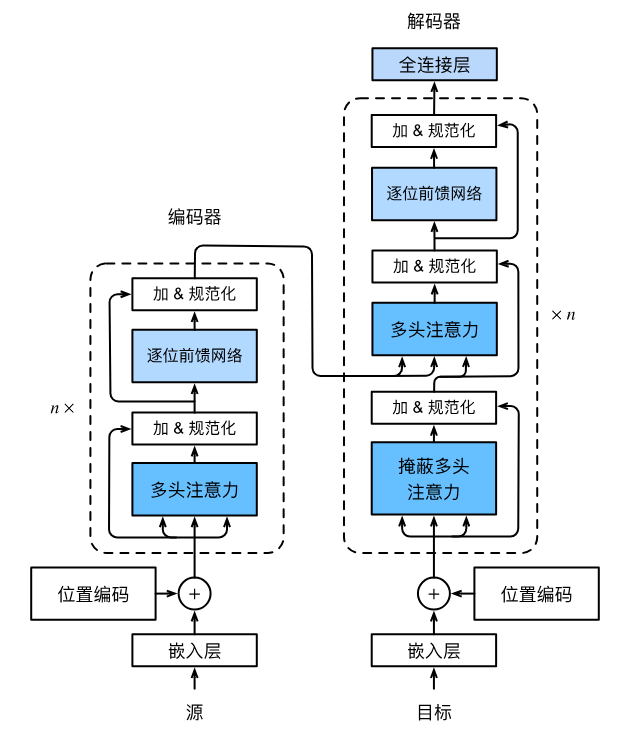 解码器
全连接层
加 & 规范化
逐位前馈网络
加 & 规范化
多头注意力
加 & 规范化
掩蔽多头
注意力
× n
编码器
加 & 规范化
逐位前馈网络
加 & 规范化
多头注意力
n ×
位置编码
+
嵌入层
源
+
位置编码
嵌入层
目标